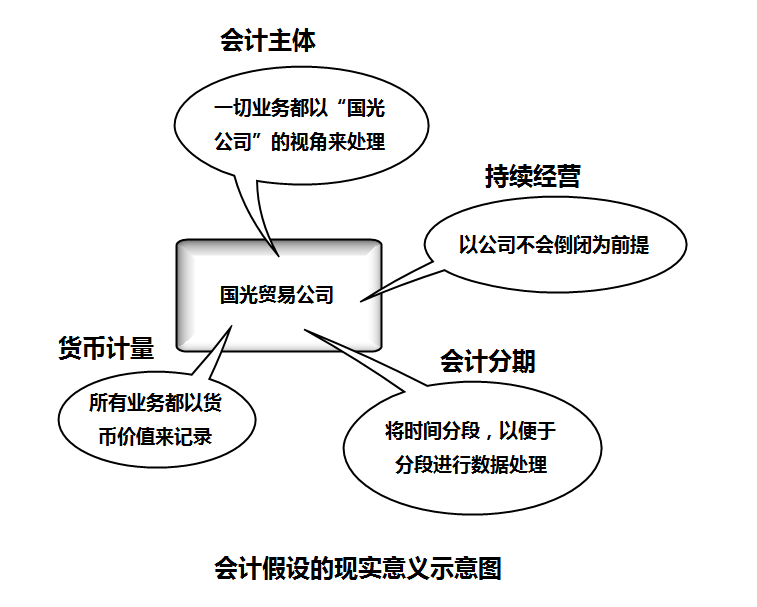 会计主体
一切业务都以“国光
公司”的视角来处理
持续经营
以公司不会倒闭为前提
国光贸易公司
货币计量
所有业务都以货
币价值来记录
会计分期
将时间分段，以便于
分段进行数据处理
会计假设的现实意义示意图